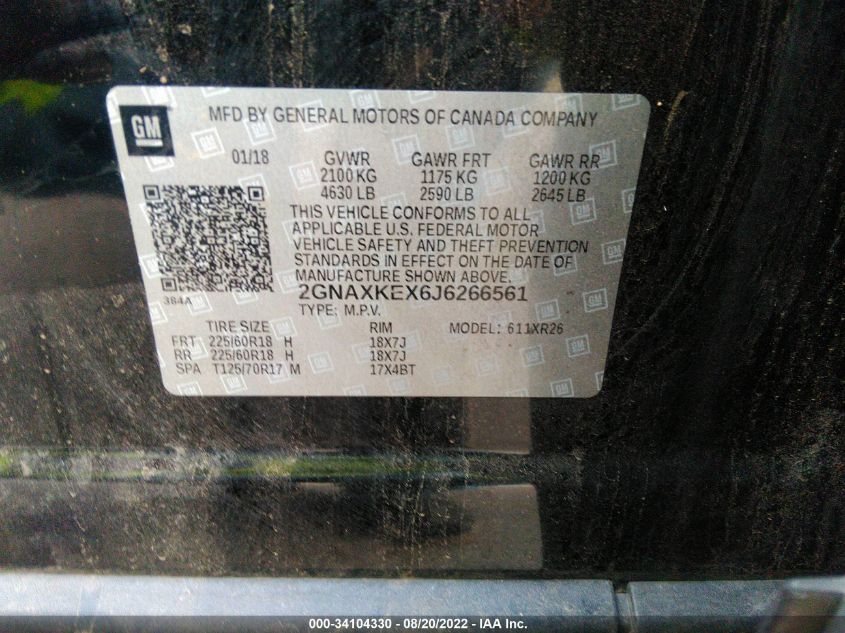 GM
MFD BY GENERAL MOTORS OF CANADA COMPANY
01/18 GVWR GAWR FRT GAWR RR
2100 KG 1175 KG 1200 KG
4630 LB 2590 LB 2645 LB
THIS VEHICLE CONFORMS TO ALL
APPLICABLE U.S. FEDERAL MOTOR
VEHICLE SAFETY AND THEFT PREVENTION
STANDARDS IN EFFECT ON THE DATE OF
MANUFACTURE SHOWN ABOVE.
384A
2GNAXKEX6J6266561
TYPE: M.P.V.
TIRE SIZE RIM MODEL: 611XR26
FRT 225/60R18 H 18X7J
RR 225/60R18 H 18X7J
SPA T125/70R17 M 17X4BT
000-34104330 - 08/20/2022 - IAA Inc.